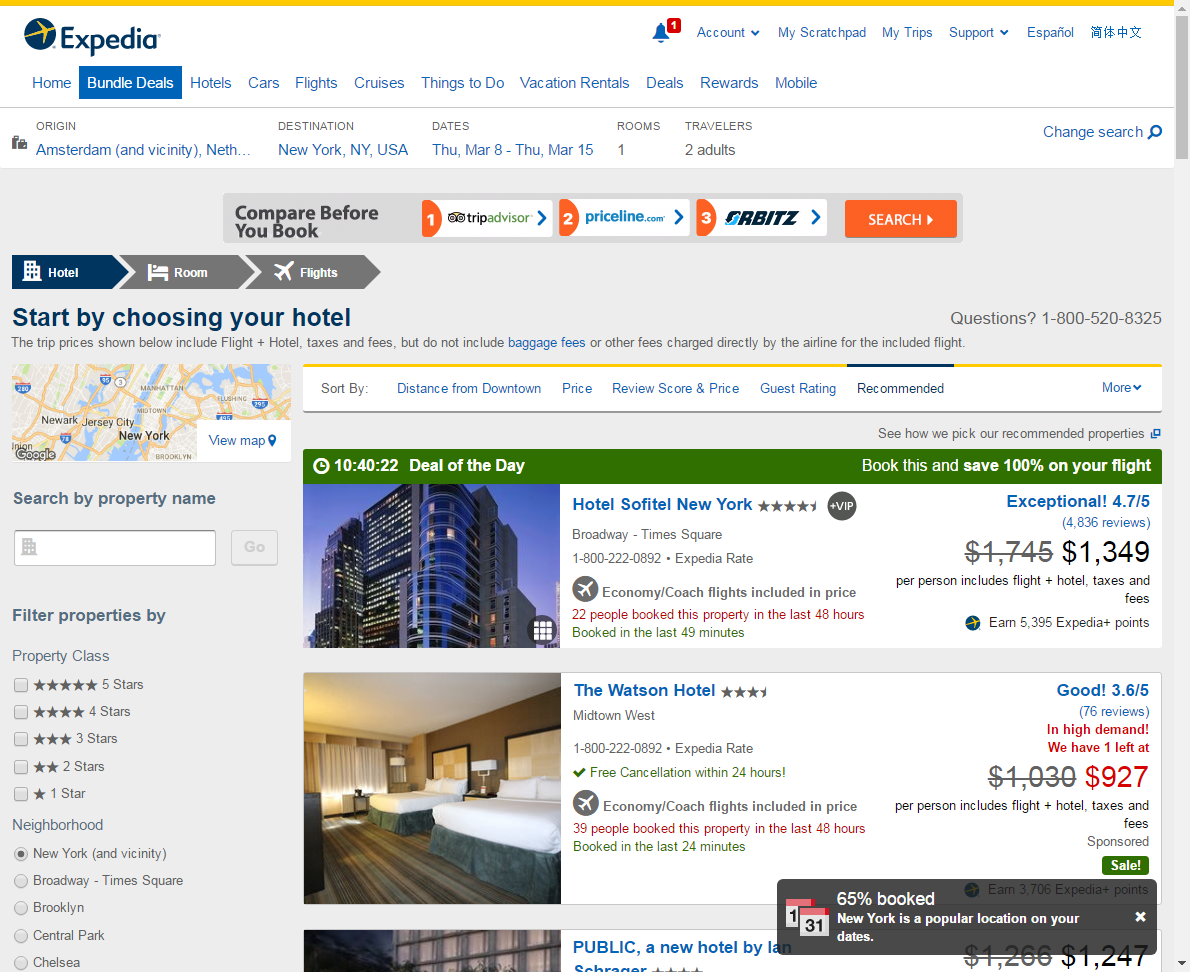 Expedia
1
Account
My Scratchpad
My Trips
Support
Español
简体中文
Home
Bundle Deals
Hotels
Cars
Flights
Cruises
Things to Do
Vacation Rentals
Deals
Rewards
Mobile
ORIGIN
Amsterdam (and vicinity), Neth...
DESTINATION
New York, NY, USA
DATES
Thu, Mar 8 - Thu, Mar 15
ROOMS
1
TRAVELERS
2 adults
Change search
Compare Before
You Book
1 tripadvisor
2 priceline.com
3 ORBITZ
SEARCH
Hotel
Room
Flights
Start by choosing your hotel
Questions? 1-800-520-8325
The trip prices shown below include Flight + Hotel, taxes and fees, but do not include baggage fees or other fees charged directly by the airline for the included flight.
280
95
3
MANHATTAN
FLUSHING
295
495
Newark
Jersey City
MIDTOWN
78
New York
BROOKLYN
Google
View map
Sort By:
Distance from Downtown
Price
Review Score & Price
Guest Rating
Recommended
More
See how we pick our recommended properties
Search by property name
Go
Filter properties by
Property Class
5 Stars
4 Stars
3 Stars
2 Stars
1 Star
Neighborhood
New York (and vicinity)
Broadway - Times Square
Brooklyn
Central Park
Chelsea
10:40:22 Deal of the Day
Book this and save 100% on your flight
Hotel Sofitel New York
+VIP
Broadway - Times Square
1-800-222-0892 • Expedia Rate
Economy/Coach flights included in price
22 people booked this property in the last 48 hours
Booked in the last 49 minutes
Exceptional! 4.7/5
(4,836 reviews)
$1,745 $1,349
per person includes flight + hotel, taxes and
fees
Earn 5,395 Expedia+ points
The Watson Hotel
Midtown West
1-800-222-0892 • Expedia Rate
Free Cancellation within 24 hours!
Economy/Coach flights included in price
39 people booked this property in the last 48 hours
Booked in the last 24 minutes
Good! 3.6/5
(76 reviews)
In high demand!
We have 1 left at
$1,030 $927
per person includes flight + hotel, taxes and
fees
Sponsored
Sale!
Earn 3,706 Expedia+ points
1
31
65% booked
New York is a popular location on your
dates.
PUBLIC, a new hotel by Ian
Schrager
$1,266 $1,247